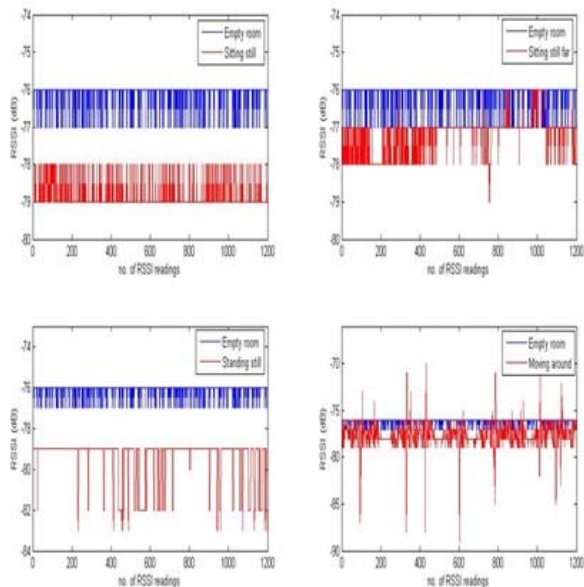 -74
-75
-76
-77
-78
-79
-80
RSSI (dB)
Empty room
Sitting still
0 200 400 600 800 1000 1200
no. of RSSI readings
-74
-75
-76
-77
-78
-79
-80
RSSI (dB)
Empty room
Sitting still far
0 200 400 600 800 1000 1200
no. of RSSI readings
-74
-76
-78
-80
-82
-84
RSSI (dB)
Empty room
Standing still
0 200 400 600 800 1000 1200
no. of RSSI readings
-70
-75
-80
-85
-90
RSSI (dB)
Empty room
Moving around
0 200 400 600 800 1000 1200
no. of RSSI readings